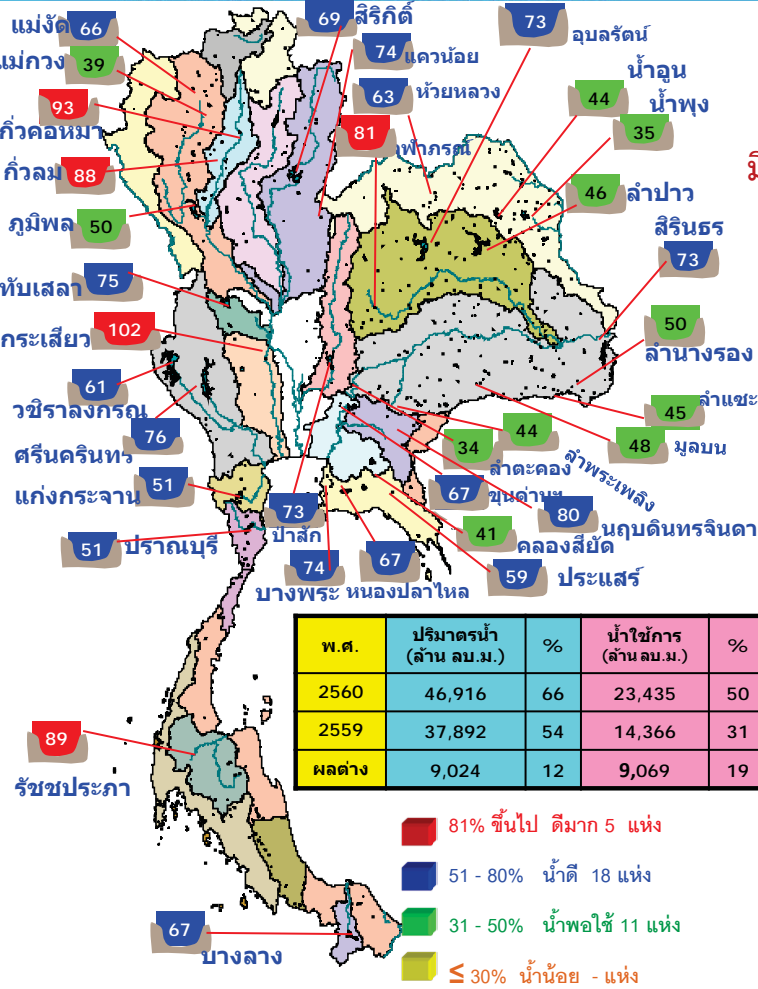 แม่งัด 66
69 สิริกิติ์
73 อุบลรัตน์
แม่กวง 39
74 แควน้อย
น้ำอูน
44
93
63 ห้วยหลวง
น้ำพุง
35
กิ่วคอหมา
81 ฬาภรณ์
กิ่วลม 88
46 ลำปาว
ภูมิพล 50
สิรินธร
73
ทับเสลา 75
กระเสียว 102
50
ลำนางรอง
61
วชิราลงกรณ
45 ลำแชะ
76
ศรีนครินทร์
34
ลำตะคอง
44
ลำพระเพลิง
48 มูลบน
แก่งกระจาน 51
67
ขุนด่านฯ
73
ป่าสัก
80 นฤบดินทรจินดา
51 ปราณบุรี
41
คลองสียัด
74
บางพระ
67
หนองปลาไหล
59 ประแสร์
พ.ศ. ปริมาตรน้ำ (ล้าน ลบ.ม.) % น้ำใช้การ (ล้าน ลบ.ม.) %
2560 46,916 66 23,435 50
2559 37,892 54 14,366 31
ผลต่าง 9,024 12 9,069 19
89
รัชชประภา
81% ขึ้นไป ดีมาก 5 แห่ง
51 - 80% น้ำดี 18 แห่ง
31 - 50% น้ำพอใช้ 11 แห่ง
≤ 30% น้ำน้อย - แห่ง
67
บางลาง